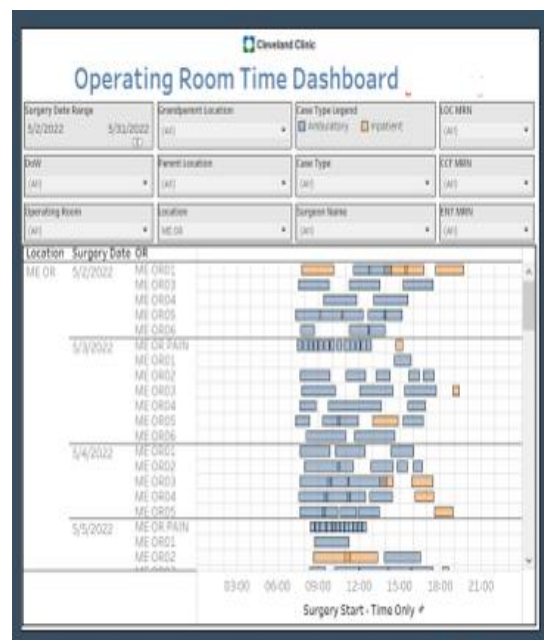 Cleveland Clinic
Operating Room Time Dashboard
Surgery Date Range
Grandparent Location
Case Type Legend
LOC MRN
5/2/2022 5/31/2022
(All)
Ambulatory Inpatient
(All)
DoW
Parent Location
Case Type
CCF MRN
(All)
(All)
(All)
(All)
Operating Room
Location
Surgeon Name
ENT MRN
(All)
ME OR
(All)
(All)
Location Surgery Date OR
ME OR 5/2/2022 ME OR01
ME OR03
ME OR04
ME OR05
ME OR06
5/3/2022 ME OR PAIN
ME OR01
ME OR02
ME OR03
ME OR04
ME OR05
ME OR06
5/4/2022 ME OR01
ME OR02
ME OR03
ME OR04
ME OR05
5/5/2022 ME OR PAIN
ME OR01
ME OR02
03:00 06:00 09:00 12:00 15:00 18:00 21:00
Surgery Start - Time Only